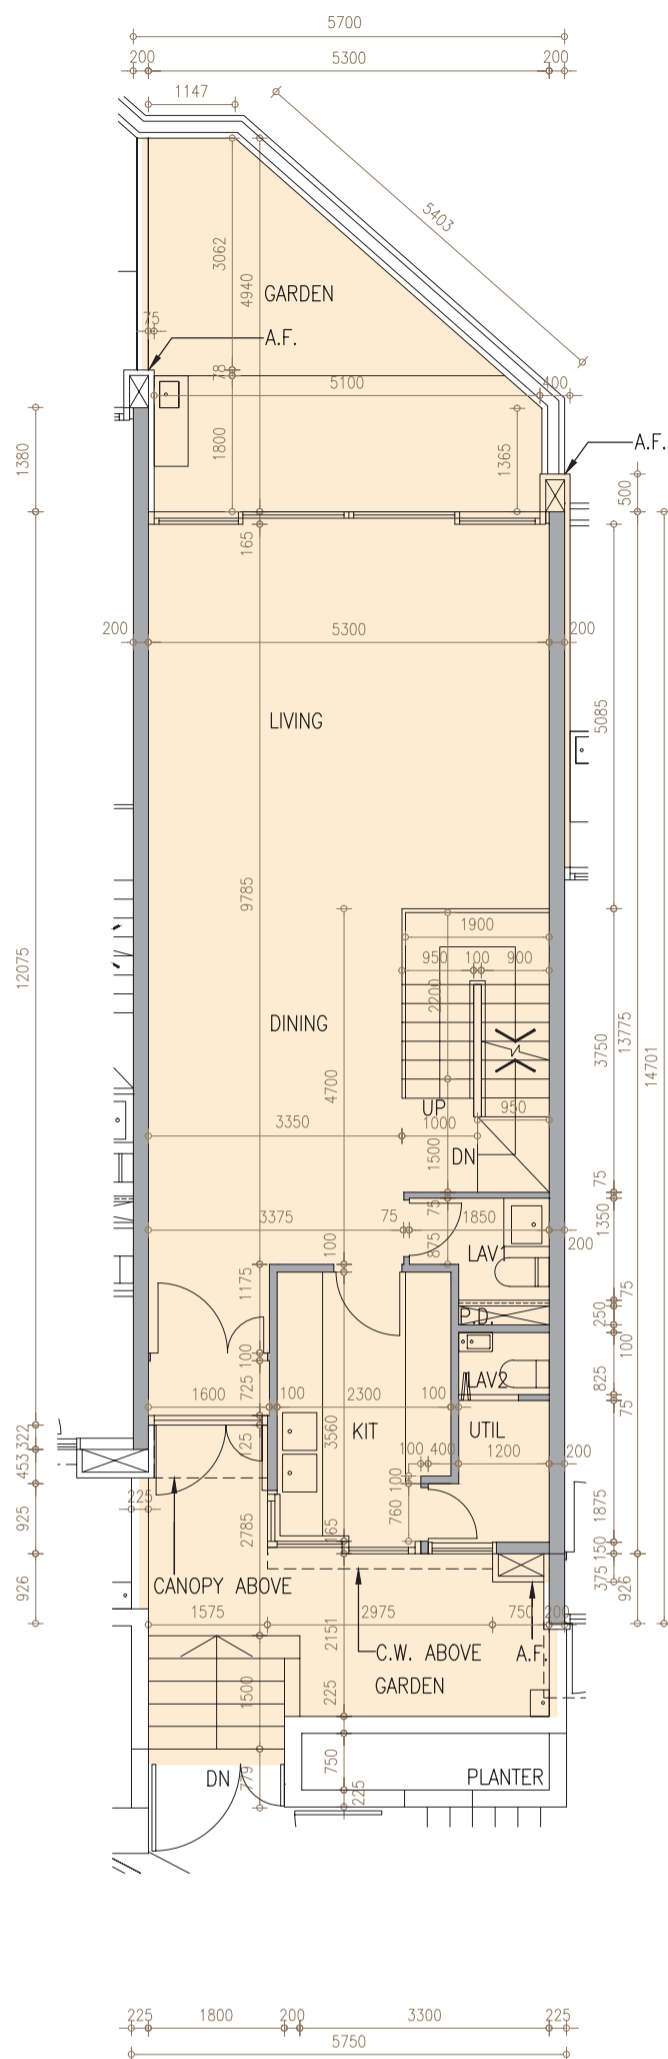 5700
200 5300 200
1147
5403
3062
4940
GARDEN
75
A.F.
78
5100 400
1380
1800
1365
A.F.
500
165
200 5300 200
LIVING
5085
9785
12075
1900
950 100 900
2200
DINING
4700
3750
13775
14701
UP
950
3350 1000
DN
1500
75
75
1350
3375 75 1850
200
100
875
LAV1
1175
75
P.D.
250
100
100
725
LAV2
825
75
1600 100 2300 100
KIT
3560
UTIL
322
125
453
100 400 1200 200
100
225
925
760
2785
165
1875
150
375
926
926
CANOPY ABOVE
1575 2975 750 200
2151
C.W. ABOVE
A.F.
GARDEN
225
1500
750
DN
PLANTER
779
225
225 1800 200 3300 225
5750